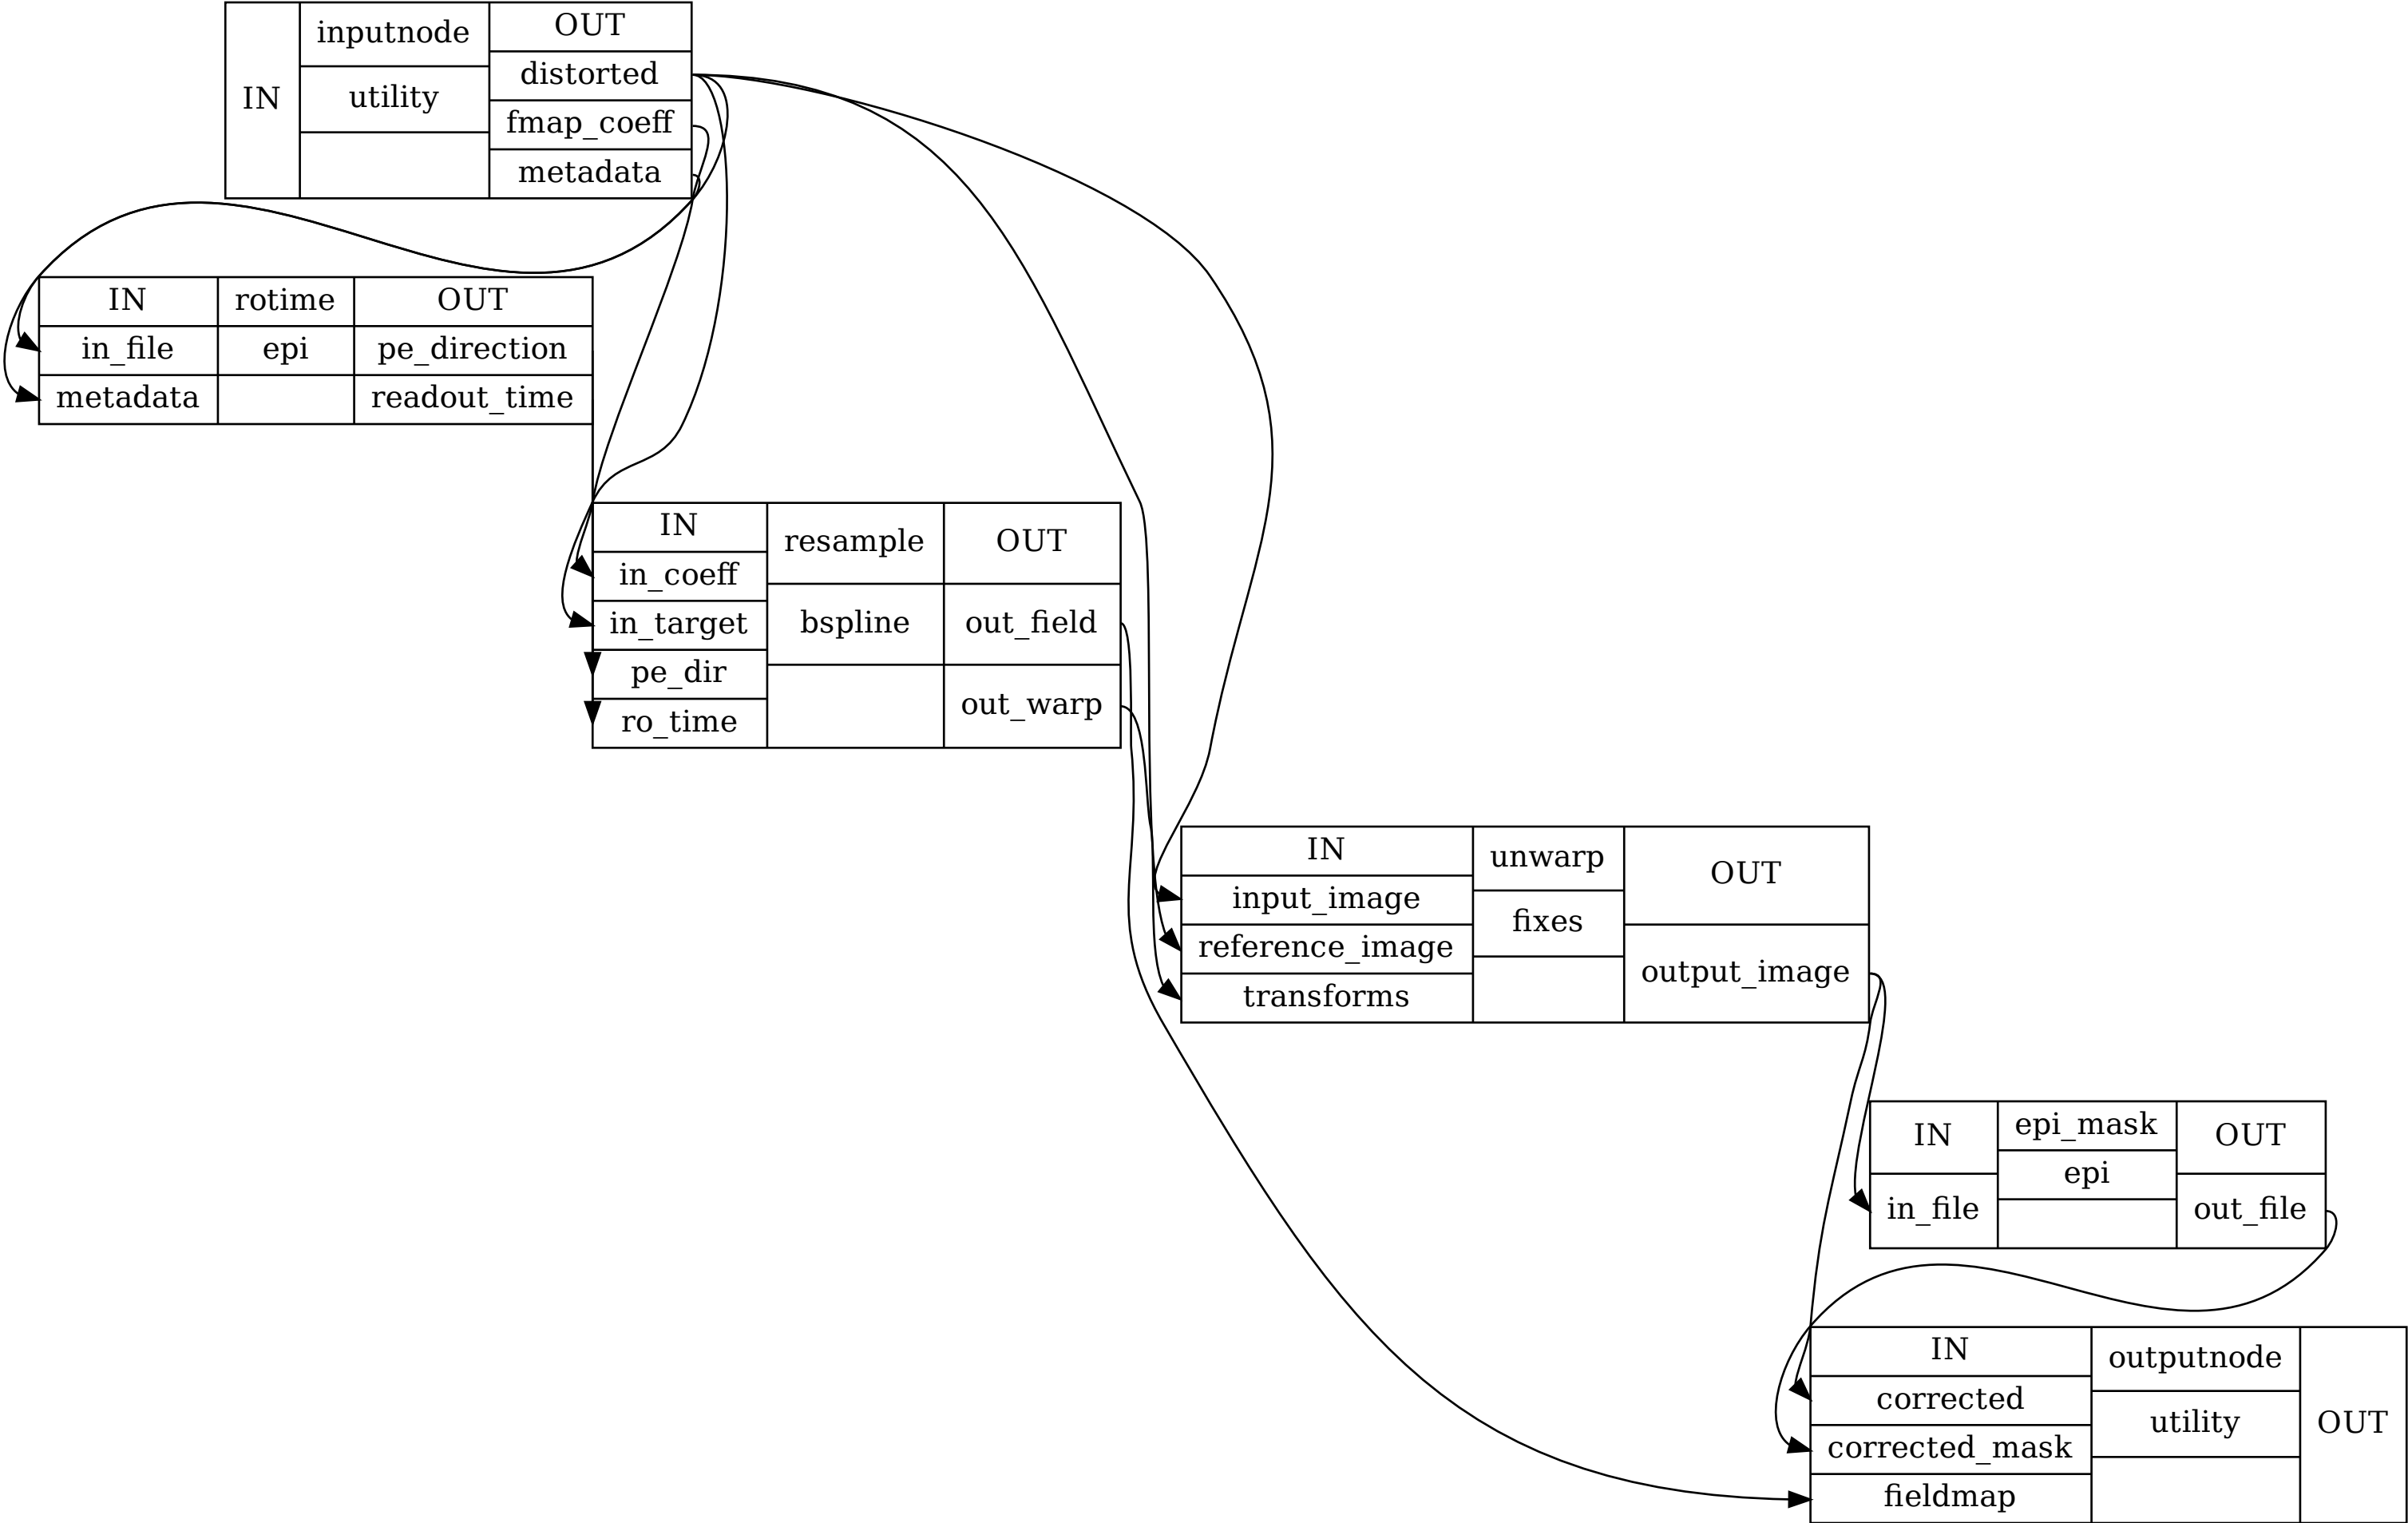 IN
inputnode
utility
OUT
distorted
fmap_coeff
metadata
IN
in_file
metadata
rotime
epi
OUT
pe_direction
readout_time
IN
in_coeff
in_target
pe_dir
ro_time
resample
bspline
OUT
out_field
out_warp
IN
input_image
reference_image
transforms
unwarp
fixes
OUT
output_image
IN
in_file
epi_mask
epi
OUT
out_file
IN
corrected
corrected_mask
fieldmap
outputnode
utility
OUT